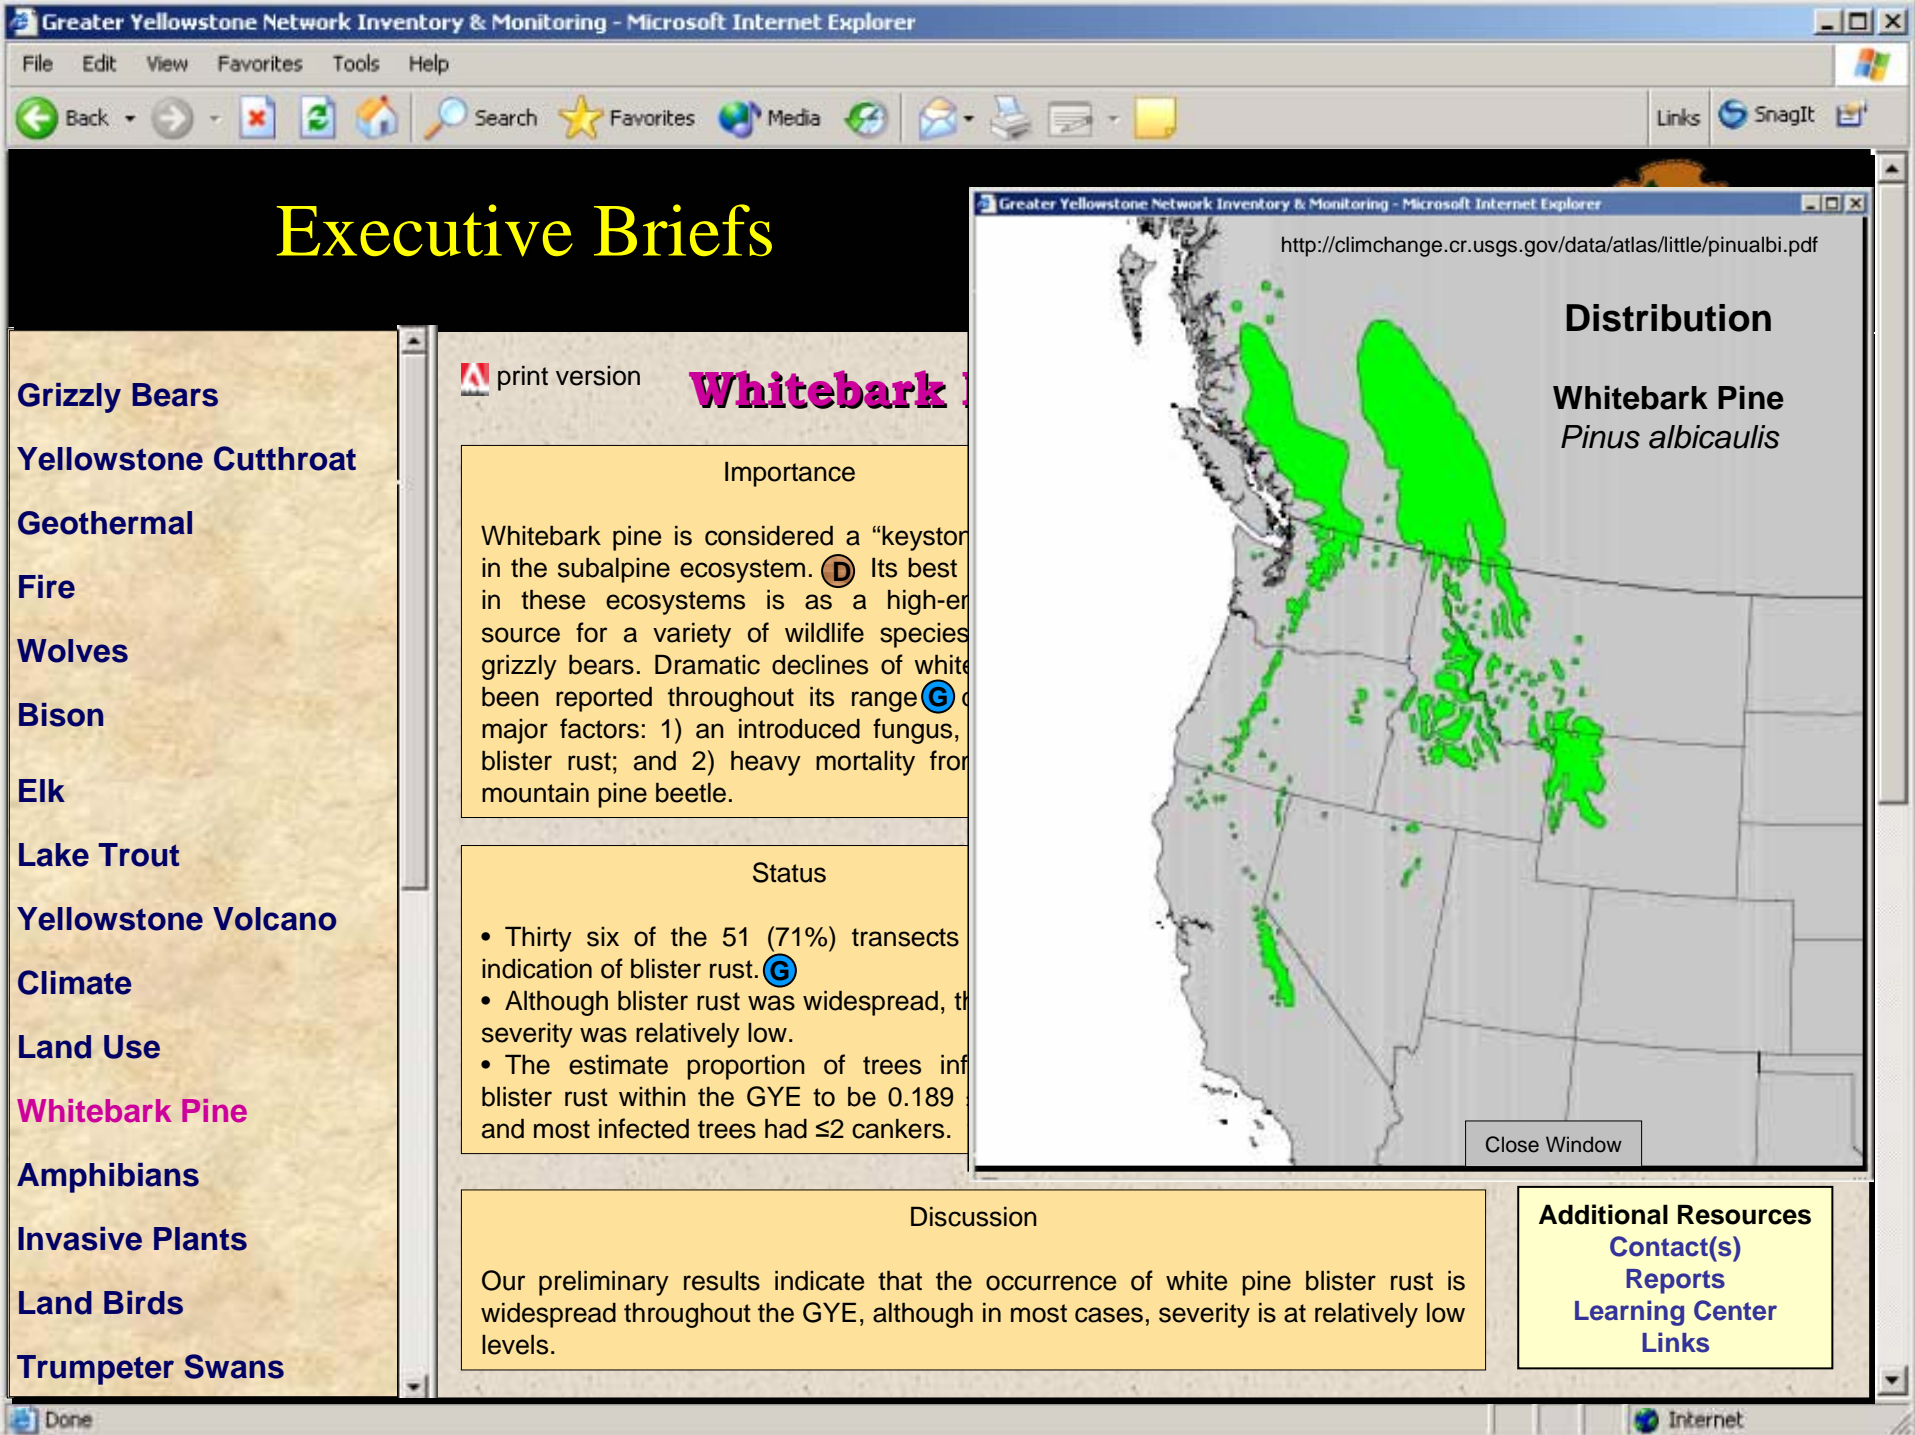 Greater Yellowstone Network Inventory & Monitoring - Microsoft Internet Explorer
File Edit View Favorites Tools Help
Back Search Favorites Media Links SnagIt
Executive Briefs
Grizzly Bears
Yellowstone Cutthroat
Geothermal
Fire
Wolves
Bison
Elk
Lake Trout
Yellowstone Volcano
Climate
Land Use
Whitebark Pine
Amphibians
Invasive Plants
Land Birds
Trumpeter Swans
print version
Whitebark
Importance
Whitebark pine is considered a “keyston
in the subalpine ecosystem. D Its best
in these ecosystems is as a high-en
source for a variety of wildlife species
grizzly bears. Dramatic declines of white
been reported throughout its range G
major factors: 1) an introduced fungus,
blister rust; and 2) heavy mortality from
mountain pine beetle.
Status
• Thirty six of the 51 (71%) transects
indication of blister rust. G
• Although blister rust was widespread, th
severity was relatively low.
• The estimate proportion of trees inf
blister rust within the GYE to be 0.189
and most infected trees had ≤2 cankers.
Greater Yellowstone Network Inventory & Monitoring - Microsoft Internet Explorer
http://climchange.cr.usgs.gov/data/atlas/little/pinualbi.pdf
Distribution
Whitebark Pine
Pinus albicaulis
Close Window
Discussion
Our preliminary results indicate that the occurrence of white pine blister rust is
widespread throughout the GYE, although in most cases, severity is at relatively low
levels.
Additional Resources
Contact(s)
Reports
Learning Center
Links
Done
Internet